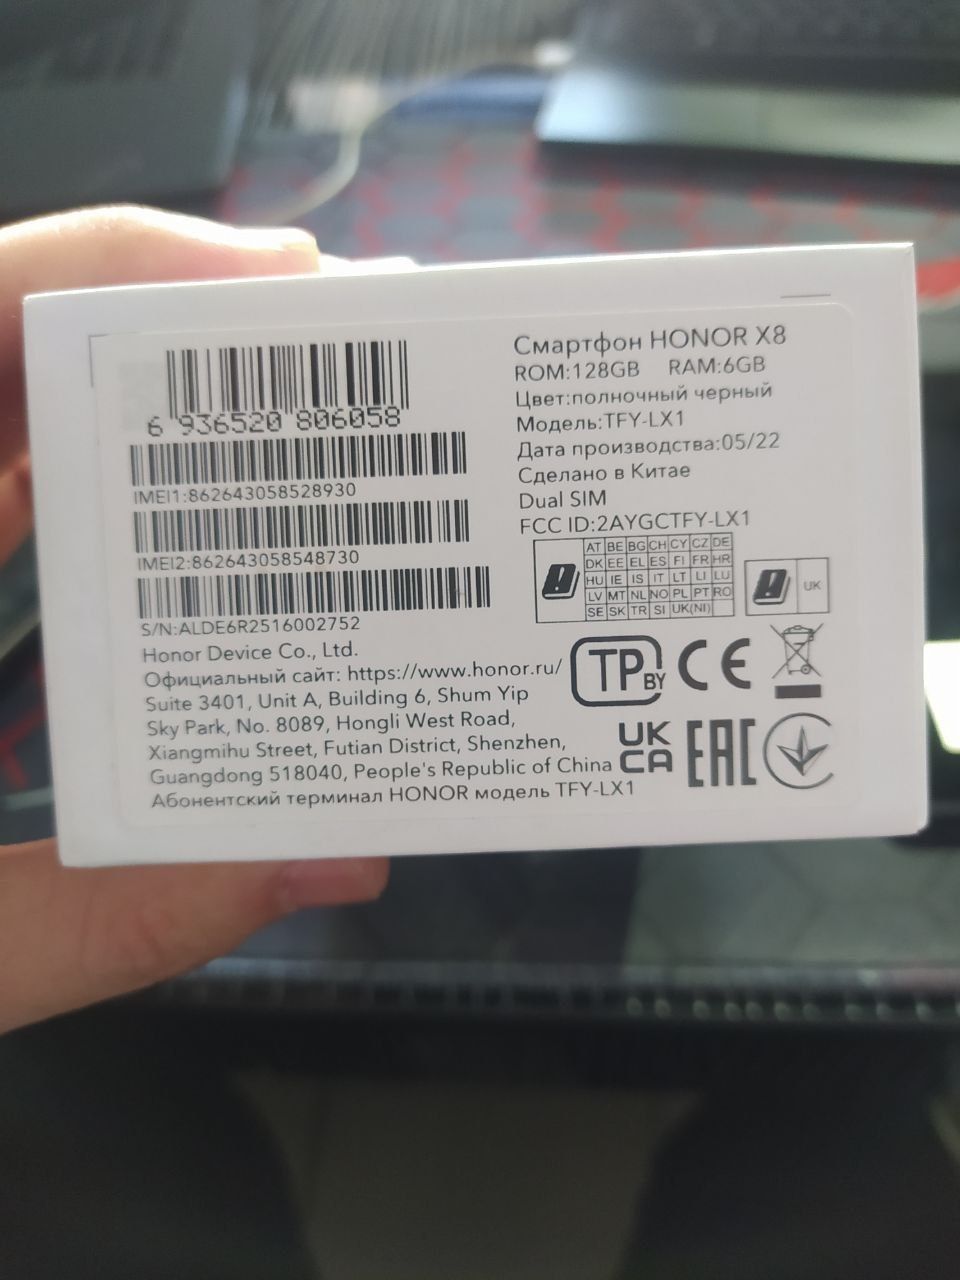 6 936520 806058
IMEI1:862643058528930
IMEI2:862643058548730
S/N:ALDE6R2516002752
Honor Device Co., Ltd.
Официальный сайт: https://www.honor.ru/
Suite 3401, Unit A, Building 6, Shum Yip
Sky Park, No. 8089, Hongli West Road,
Xiangmihu Street, Futian District, Shenzhen,
Guangdong 518040, People's Republic of China
Абонентский терминал HONOR модель TFY-LX1
Смартфон HONOR X8
ROM:128GB RAM:6GB
Цвет:полночный черный
Модель:TFY-LX1
Дата производства:05/22
Сделано в Китае
Dual SIM
FCC ID:2AYGCTFY-LX1
AT BE BG CH CY CZ DE
DK EE EL ES FI FR HR
HU IE IS IT LT LI LU
LV MT NL NO PL PT RO
SE SK TR SI UK(NI)
UK
TP BY
CE
UK
CA
EAC